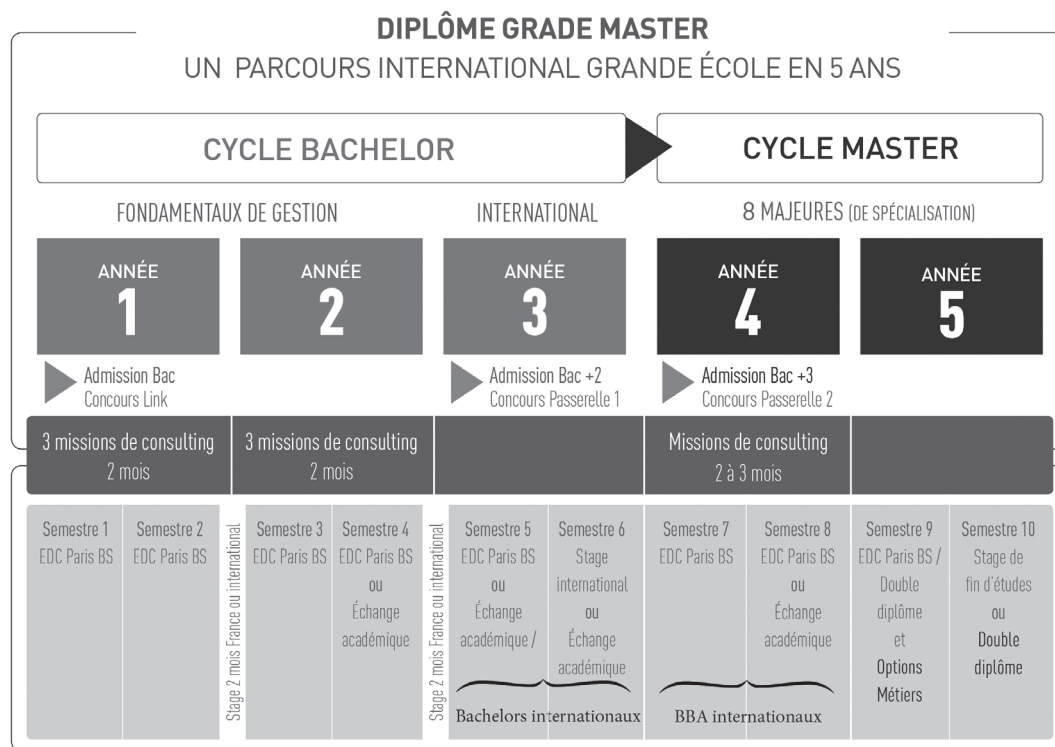 DIPLÔME GRADE MASTER
UN PARCOURS INTERNATIONAL GRANDE ÉCOLE EN 5 ANS
CYCLE BACHELOR
CYCLE MASTER
FONDAMENTAUX DE GESTION
INTERNATIONAL
8 MAJEURES (DE SPÉCIALISATION)
ANNÉE
1
ANNÉE
2
ANNÉE
3
ANNÉE
4
ANNÉE
5
Admission Bac
Concours Link
Admission Bac +2
Concours Passerelle 1
Admission Bac +3
Concours Passerelle 2
3 missions de consulting
2 mois
3 missions de consulting
2 mois
Missions de consulting
2 à 3 mois
Semestre 1
EDC Paris BS
Semestre 2
EDC Paris BS
Stage 2 mois France ou international
Semestre 3
EDC Paris BS
Semestre 4
EDC Paris BS
ou
Échange
académique
Stage 2 mois France ou international
Semestre 5
EDC Paris BS
ou
Échange
académique /
Semestre 6
Stage
international
ou
Échange
académique
Bachelors internationaux
Semestre 7
EDC Paris BS
Semestre 8
EDC Paris BS
ou
Échange
académique
BBA internationaux
Semestre 9
EDC Paris BS /
Double
diplôme
et
Options
Métiers
Semestre 10
Stage de
fin d'études
ou
Double
diplôme